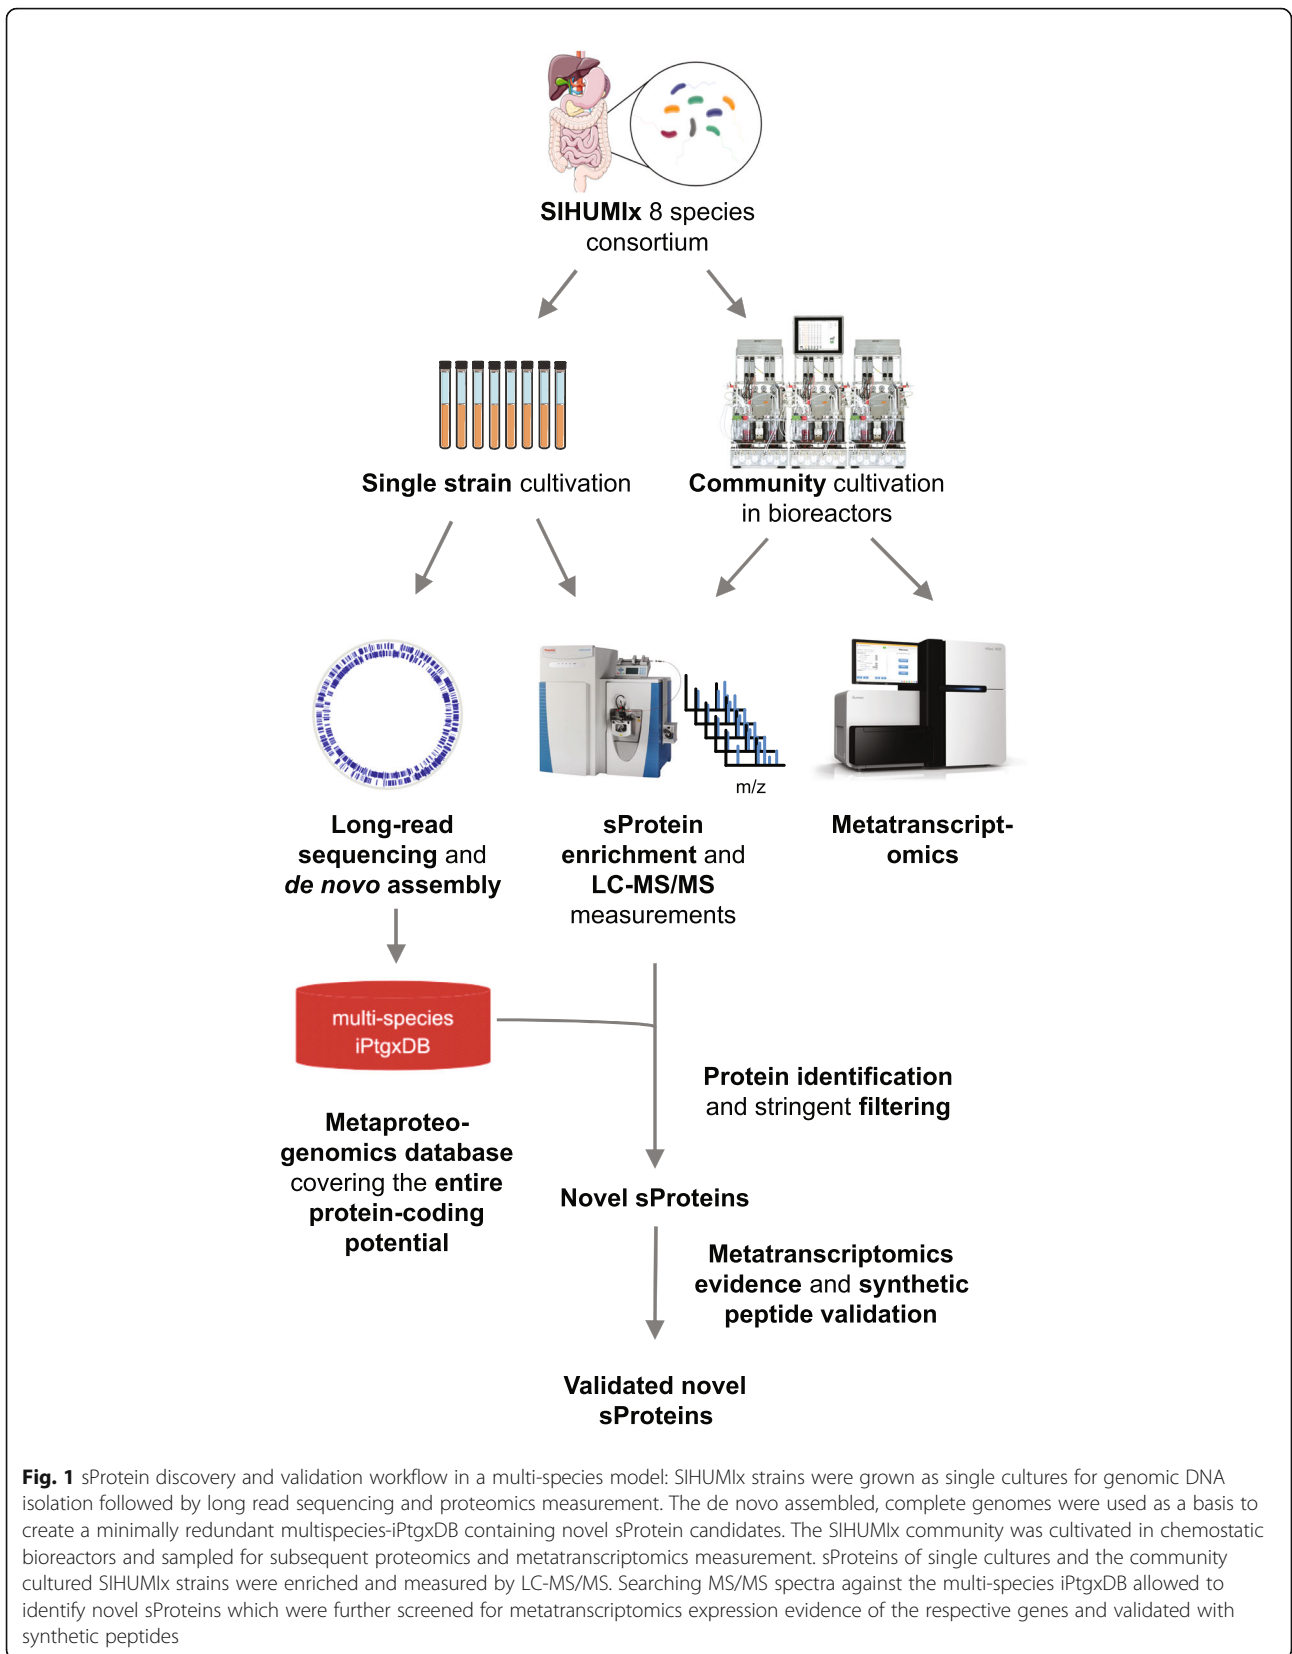 SIHUMIx 8 species
consortium
Single strain cultivation
Community cultivation
in bioreactors
m/z
Long-read
sequencing and
de novo assembly
sProtein
enrichment and
LC-MS/MS
measurements
Metatranscript-
omics
multi-species
iPtgxDB
Protein identification
and stringent filtering
Metaproteo-
genomics database
covering the entire
protein-coding
potential
Novel sProteins
Metatranscriptomics
evidence and synthetic
peptide validation
Validated novel
sProteins
Fig. 1 sProtein discovery and validation workflow in a multi-species model: SIHUMIx strains were grown as single cultures for genomic DNA
isolation followed by long read sequencing and proteomics measurement. The de novo assembled, complete genomes were used as a basis to
create a minimally redundant multispecies-iPtgxDB containing novel sProtein candidates. The SIHUMIx community was cultivated in chemostatic
bioreactors and sampled for subsequent proteomics and metatranscriptomics measurement. sProteins of single cultures and the community
cultured SIHUMIx strains were enriched and measured by LC-MS/MS. Searching MS/MS spectra against the multi-species iPtgxDB allowed to
identify novel sProteins which were further screened for metatranscriptomics expression evidence of the respective genes and validated with
synthetic peptides